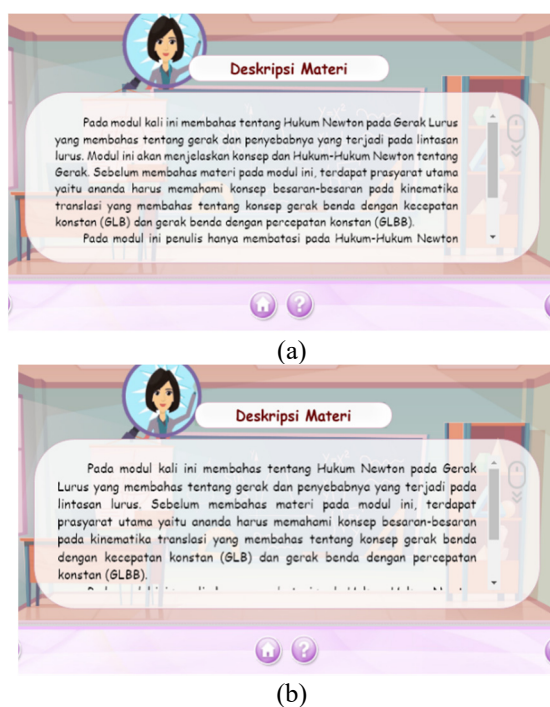 Deskripsi Materi
Pada modul kali ini membahas tentang Hukum Newton pada Gerak Lurus
yang membahas tentang gerak dan penyebabnya yang terjadi pada lintasan
lurus. Modul ini akan menjelaskan konsep dan Hukum-Hukum Newton tentang
Gerak. Sebelum membahas materi pada modul ini, terdapat prasyarat utama
yaitu ananda harus memahami konsep besaran-besaran pada kinematika
translasi yang membahas tentang konsep gerak benda dengan kecepatan
konstan (GLB) dan gerak benda dengan percepatan konstan (GLBB).
Pada modul ini penulis hanya membatasi pada Hukum-Hukum Newton
?
(a)
Deskripsi Materi
Pada modul kali ini membahas tentang Hukum Newton pada Gerak
Lurus yang membahas tentang gerak dan penyebabnya yang terjadi pada
lintasan lurus. Sebelum membahas materi pada modul ini, terdapat
prasyarat utama yaitu ananda harus memahami konsep besaran-besaran
pada kinematika translasi yang membahas tentang konsep gerak benda
dengan kecepatan konstan (GLB) dan gerak benda dengan percepatan
konstan (GLBB).
?
(b)